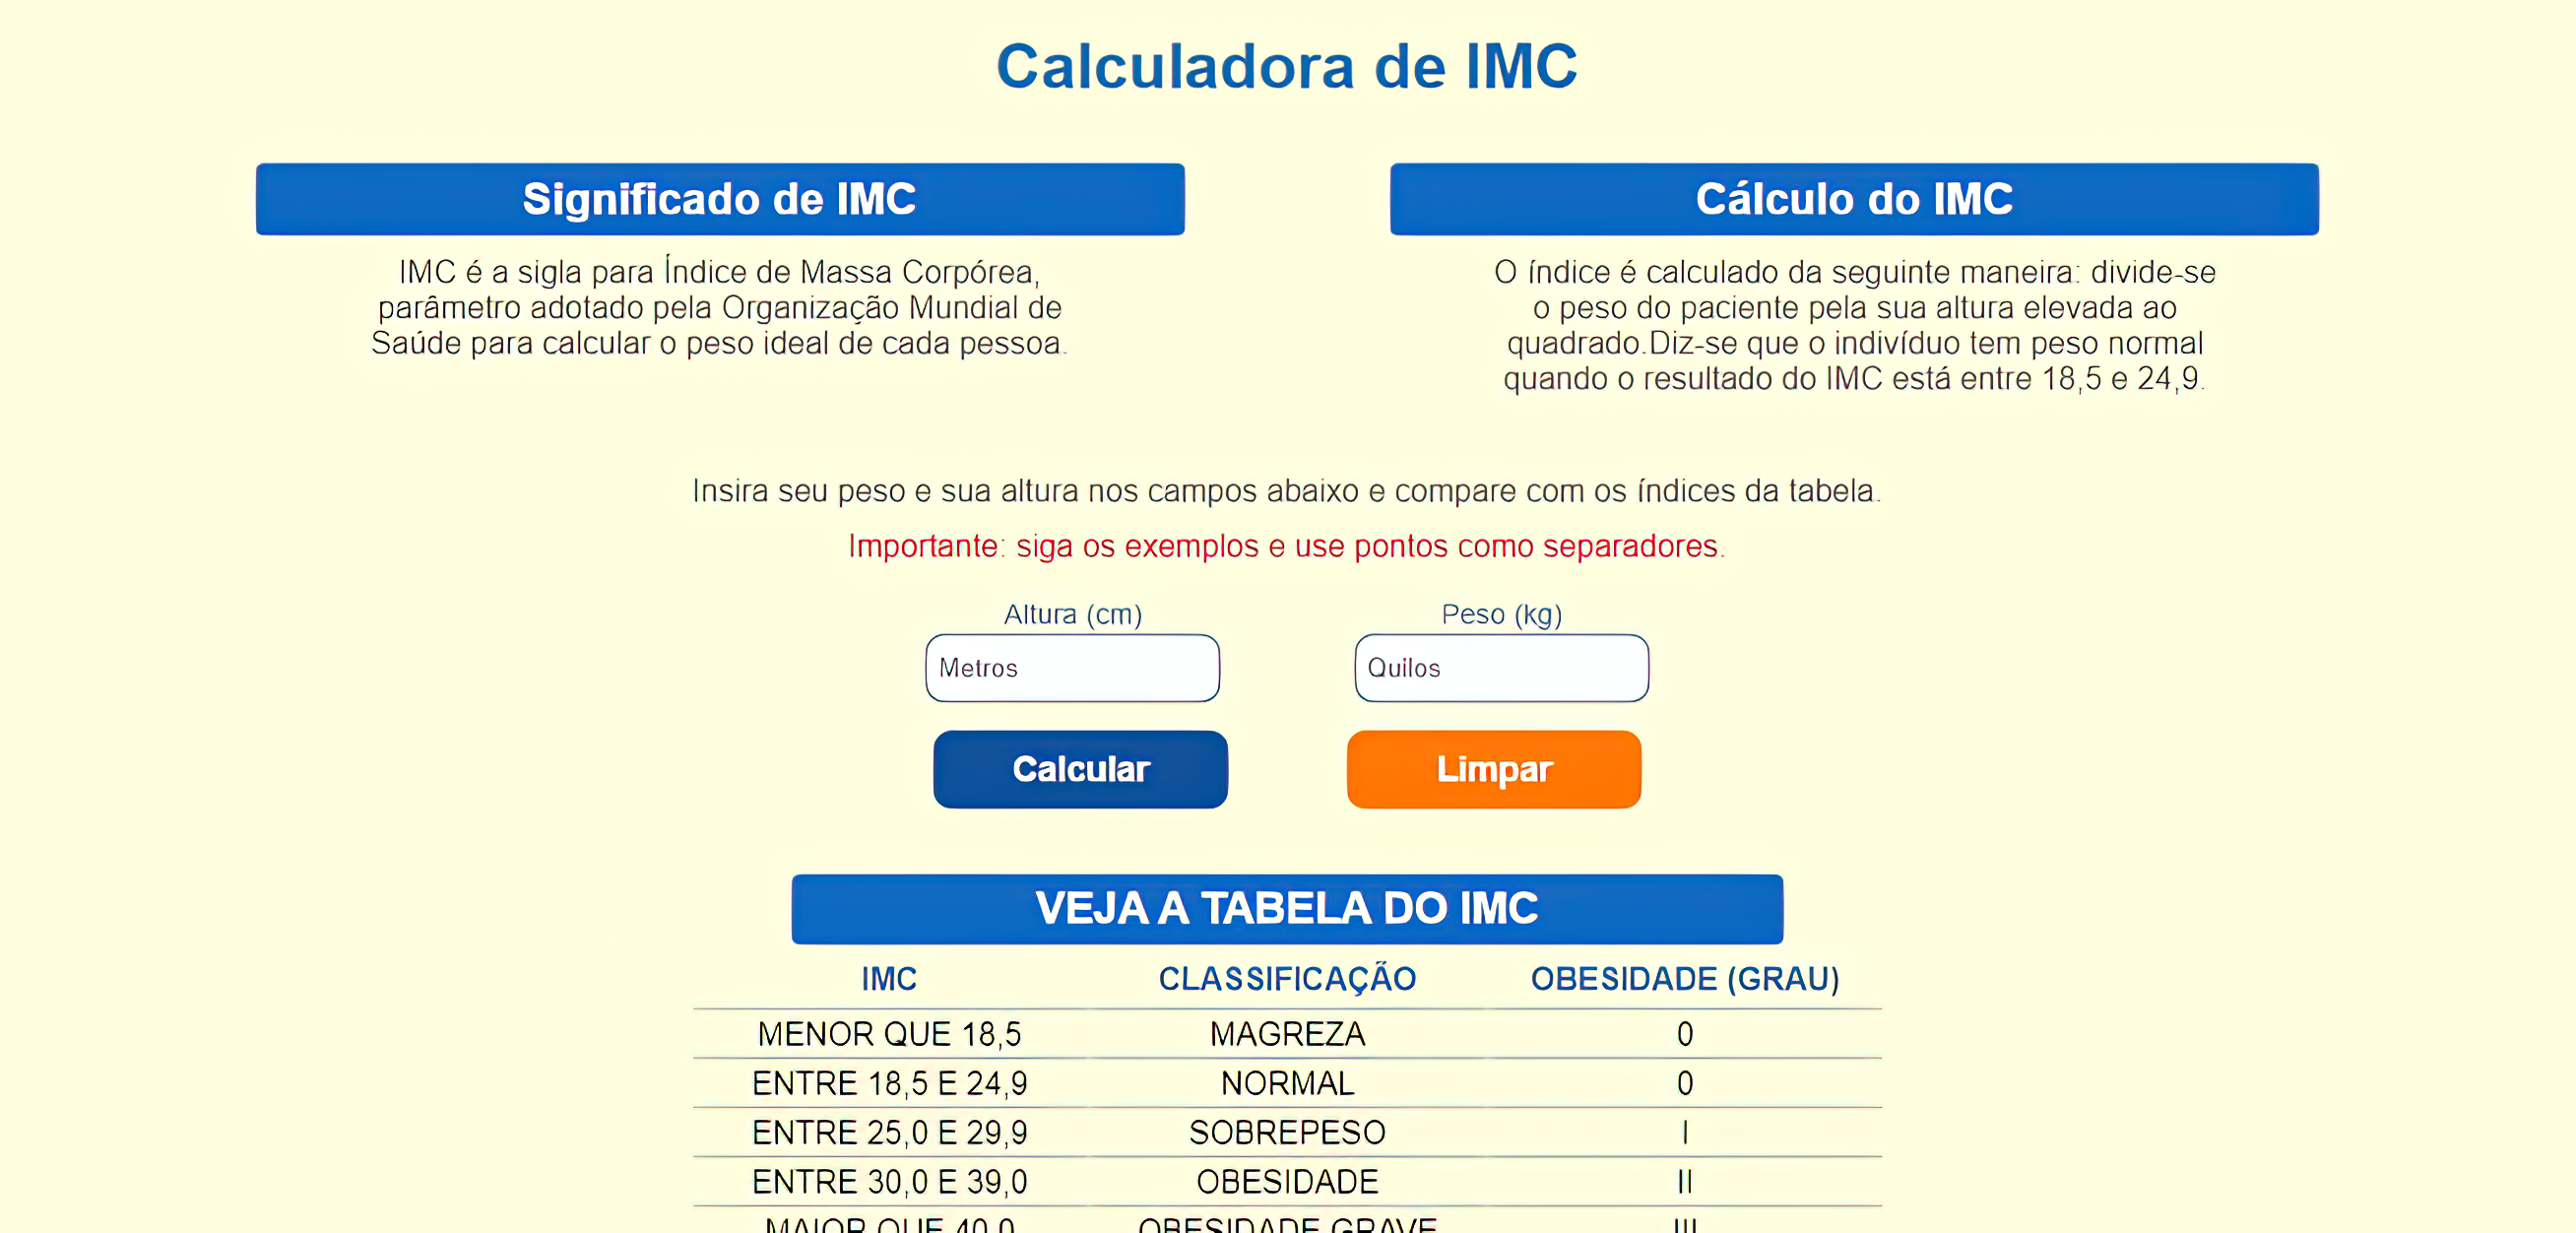 Calculadora de IMC
Significado de IMC
IMC é a sigla para Índice de Massa Corpórea,
parâmetro adotado pela Organização Mundial de
Saúde para calcular o peso ideal de cada pessoa.
Cálculo do IMC
O índice é calculado da seguinte maneira: divide-se
o peso do paciente pela sua altura elevada ao
quadrado.Diz-se que o indivíduo tem peso normal
quando o resultado do IMC está entre 18,5 e 24,9.
Insira seu peso e sua altura nos campos abaixo e compare com os índices da tabela.
Importante: siga os exemplos e use pontos como separadores.
Altura (cm) Peso (kg)
Metros Quilos
Calcular Limpar
VEJA A TABELA DO IMC
IMC CLASSIFICAÇÃO OBESIDADE (GRAU)
MENOR QUE 18,5 MAGREZA 0
ENTRE 18,5 E 24,9 NORMAL 0
ENTRE 25,0 E 29,9 SOBREPESO I
ENTRE 30,0 E 39,0 OBESIDADE II
MAIOR QUE 40,0 OBESIDADE GRAVE III